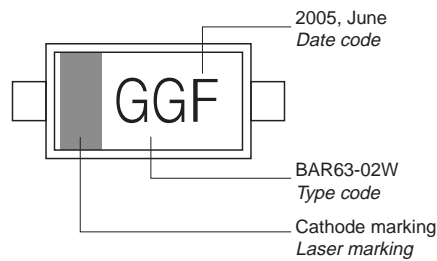 2005, June
Date code
GGF
BAR63-02W
Type code
Cathode marking
Laser marking